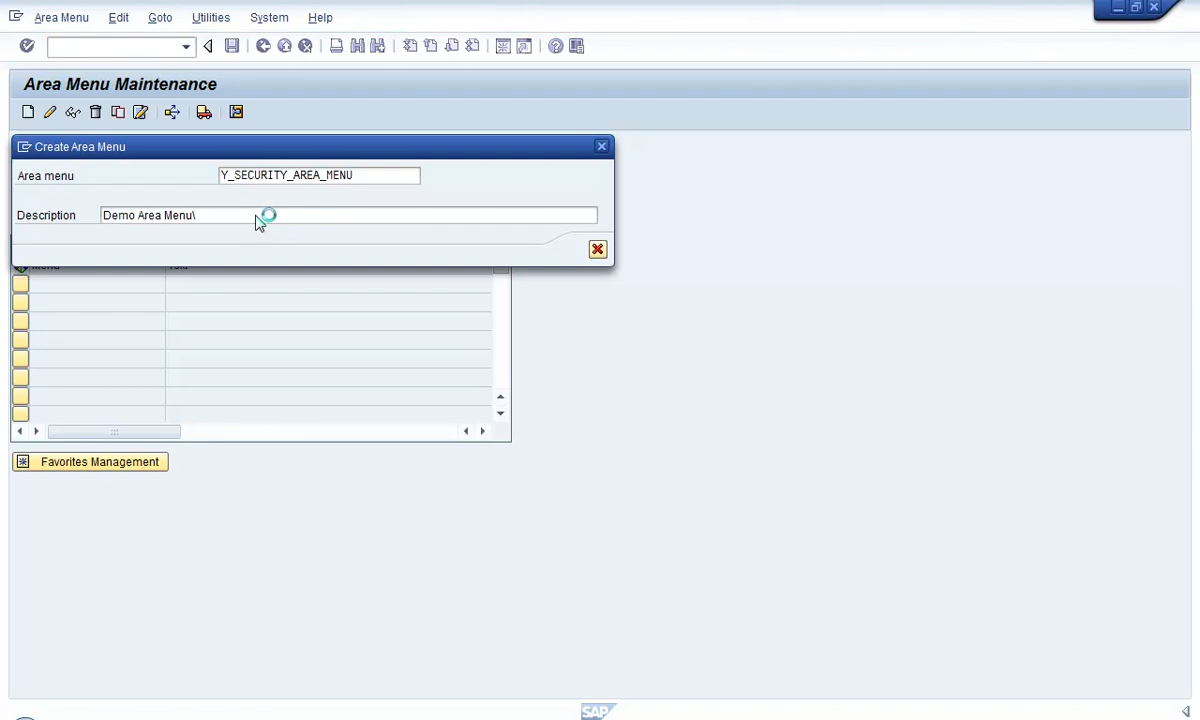 Area Menu Edit Goto Utilities System Help
Area Menu Maintenance
Create Area Menu
Area menu Y_SECURITY_AREA_MENU
Description Demo Area Menu\
Menu
Favorites Management
SAP